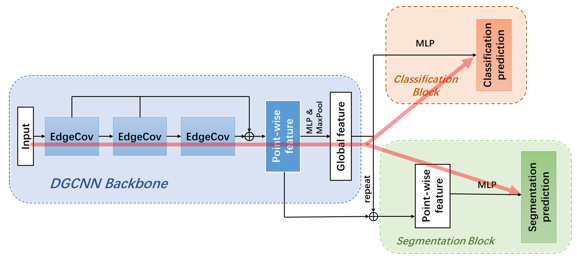 Input
EdgeCov
EdgeCov
EdgeCov
Point-wise
feature
MLP &
MaxPool
Global feature
DGCNN Backbone
MLP
Classification
Block
Classification
prediction
repeat
Point-wise
feature
MLP
Segmentation
prediction
Segmentation Block